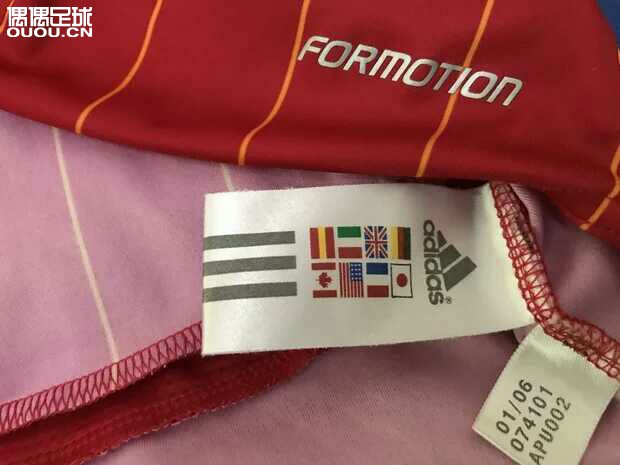 偶偶足球
OUOU.CN
FORMOTION
adidas
01/06
074101
APU002